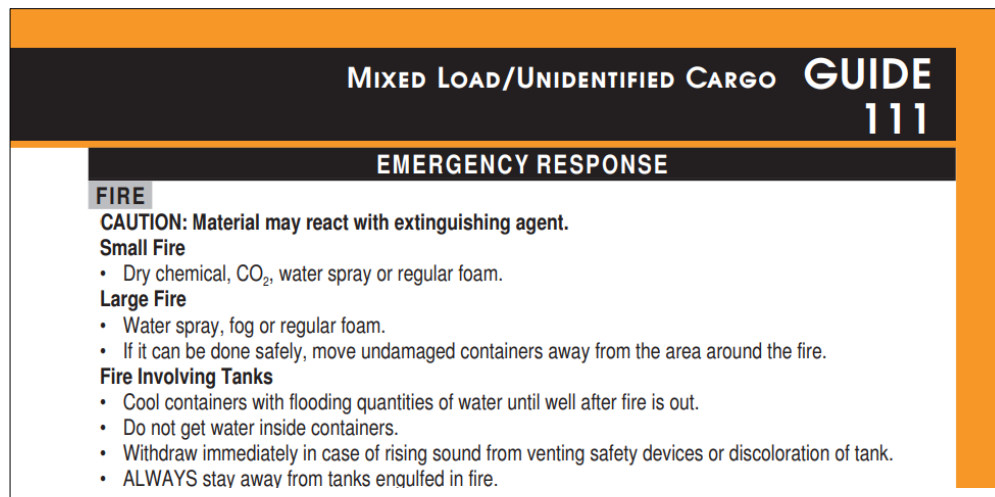 Mixed Load/Unidentified Cargo GUIDE
111
EMERGENCY RESPONSE
FIRE
CAUTION: Material may react with extinguishing agent.
Small Fire
• Dry chemical, CO₂, water spray or regular foam.
Large Fire
• Water spray, fog or regular foam.
• If it can be done safely, move undamaged containers away from the area around the fire.
Fire Involving Tanks
• Cool containers with flooding quantities of water until well after fire is out.
• Do not get water inside containers.
• Withdraw immediately in case of rising sound from venting safety devices or discoloration of tank.
• ALWAYS stay away from tanks engulfed in fire.